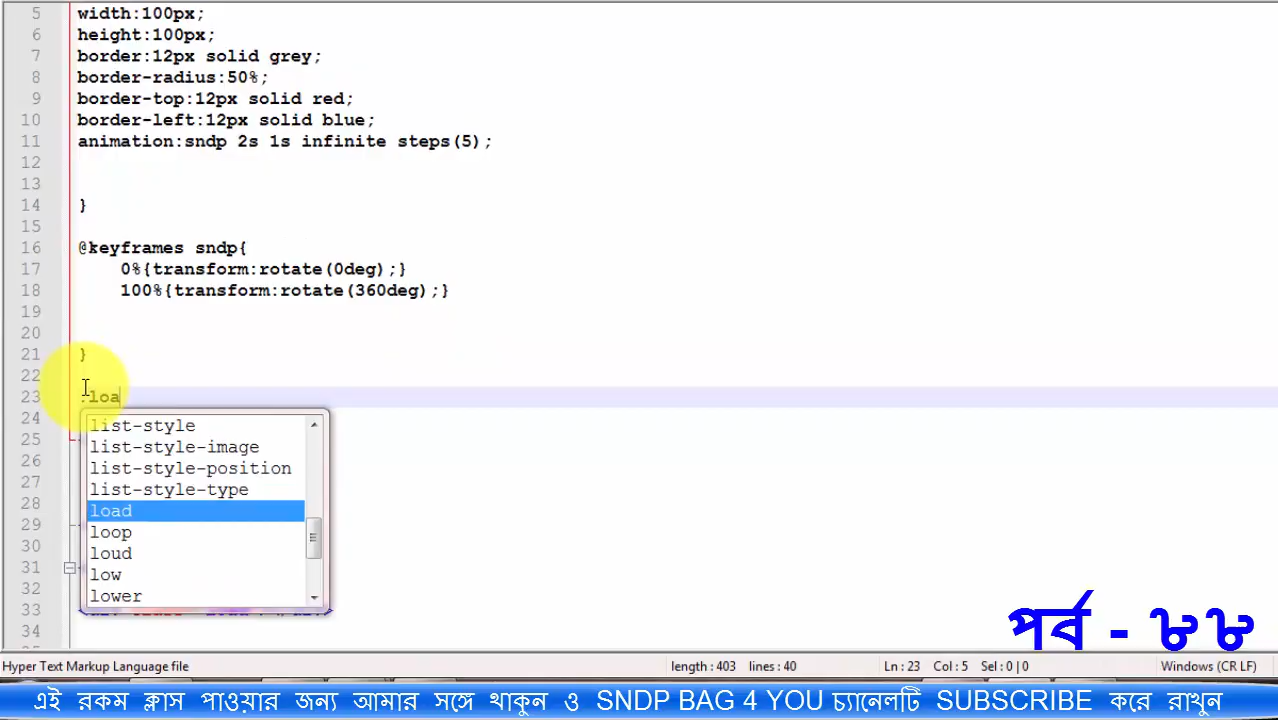 5 width:100px;
6 height:100px;
7 border:12px solid grey;
8 border-radius:50%;
9 border-top:12px solid red;
10 border-left:12px solid blue;
11 animation:sndp 2s 1s infinite steps(5);
12
13
14 }
15
16 @keyframes sndp{
17 0%{transform:rotate(0deg);}
18 100%{transform:rotate(360deg);}
19
20
21 }
22
23 .loa
24 list-style
25 list-style-image
26 list-style-position
27 list-style-type
28 load
29 loop
30 loud
31 low
32 lower
33
34
পর্ব - ৮৮
Hyper Text Markup Language file length : 403 lines : 40 Ln : 23 Col : 5 Sel : 0 | 0 Windows (CR LF)
এই রকম ক্লাস পাওয়ার জন্য আমার সঙ্গে থাকুন ও SNDP BAG 4 YOU চ্যানেলটি SUBSCRIBE করে রাখুন